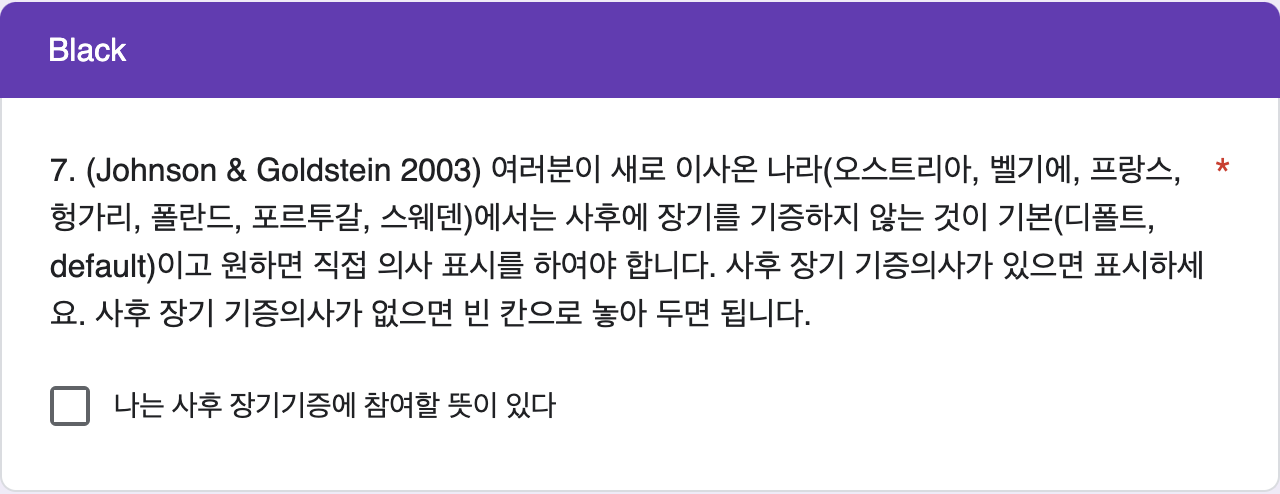 Black
7. (Johnson & Goldstein 2003) 여러분이 새로 이사온 나라(오스트리아, 벨기에, 프랑스, *
헝가리, 폴란드, 포르투갈, 스웨덴)에서는 사후에 장기를 기증하지 않는 것이 기본(디폴트,
default)이고 원하면 직접 의사 표시를 하여야 합니다. 사후 장기 기증의사가 있으면 표시하세
요. 사후 장기 기증의사가 없으면 빈 칸으로 놓아 두면 됩니다.
나는 사후 장기기증에 참여할 뜻이 있다